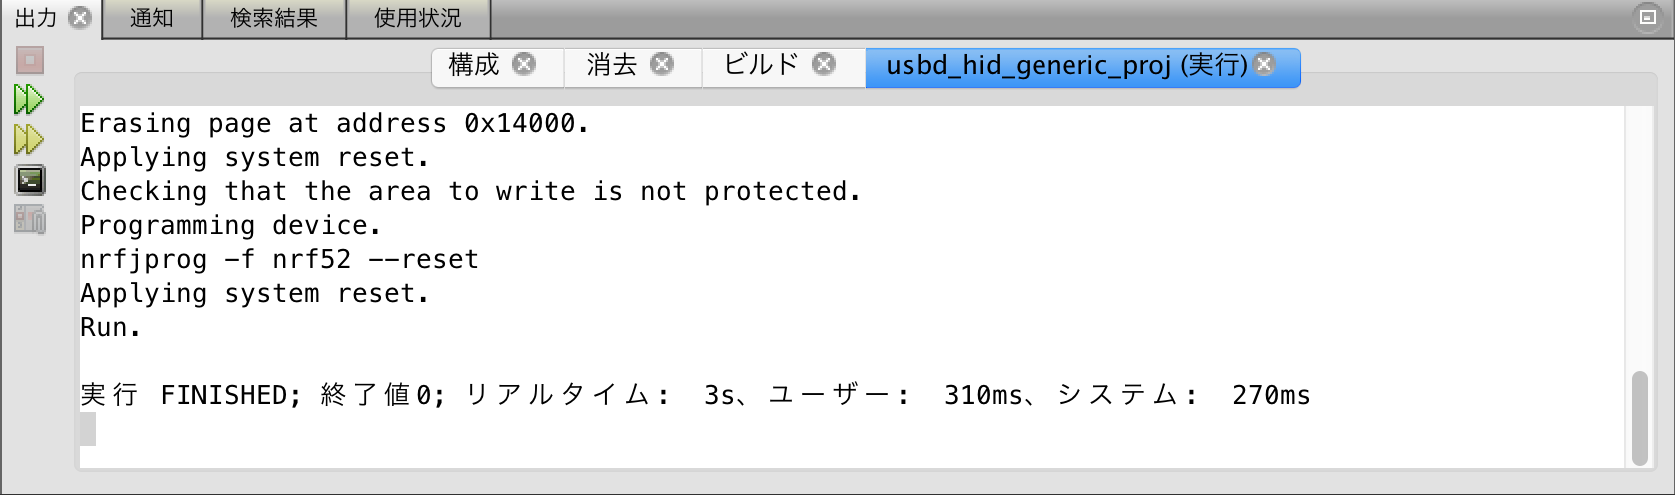 出力 通知 検索結果 使用状況
構成 消去 ビルド usbd_hid_generic_proj (実行)
Erasing page at address 0x14000.
Applying system reset.
Checking that the area to write is not protected.
Programming device.
nrfjprog -f nrf52 --reset
Applying system reset.
Run.
実行 FINISHED; 終了値0; リアルタイム: 3s、ユーザー: 310ms、システム: 270ms